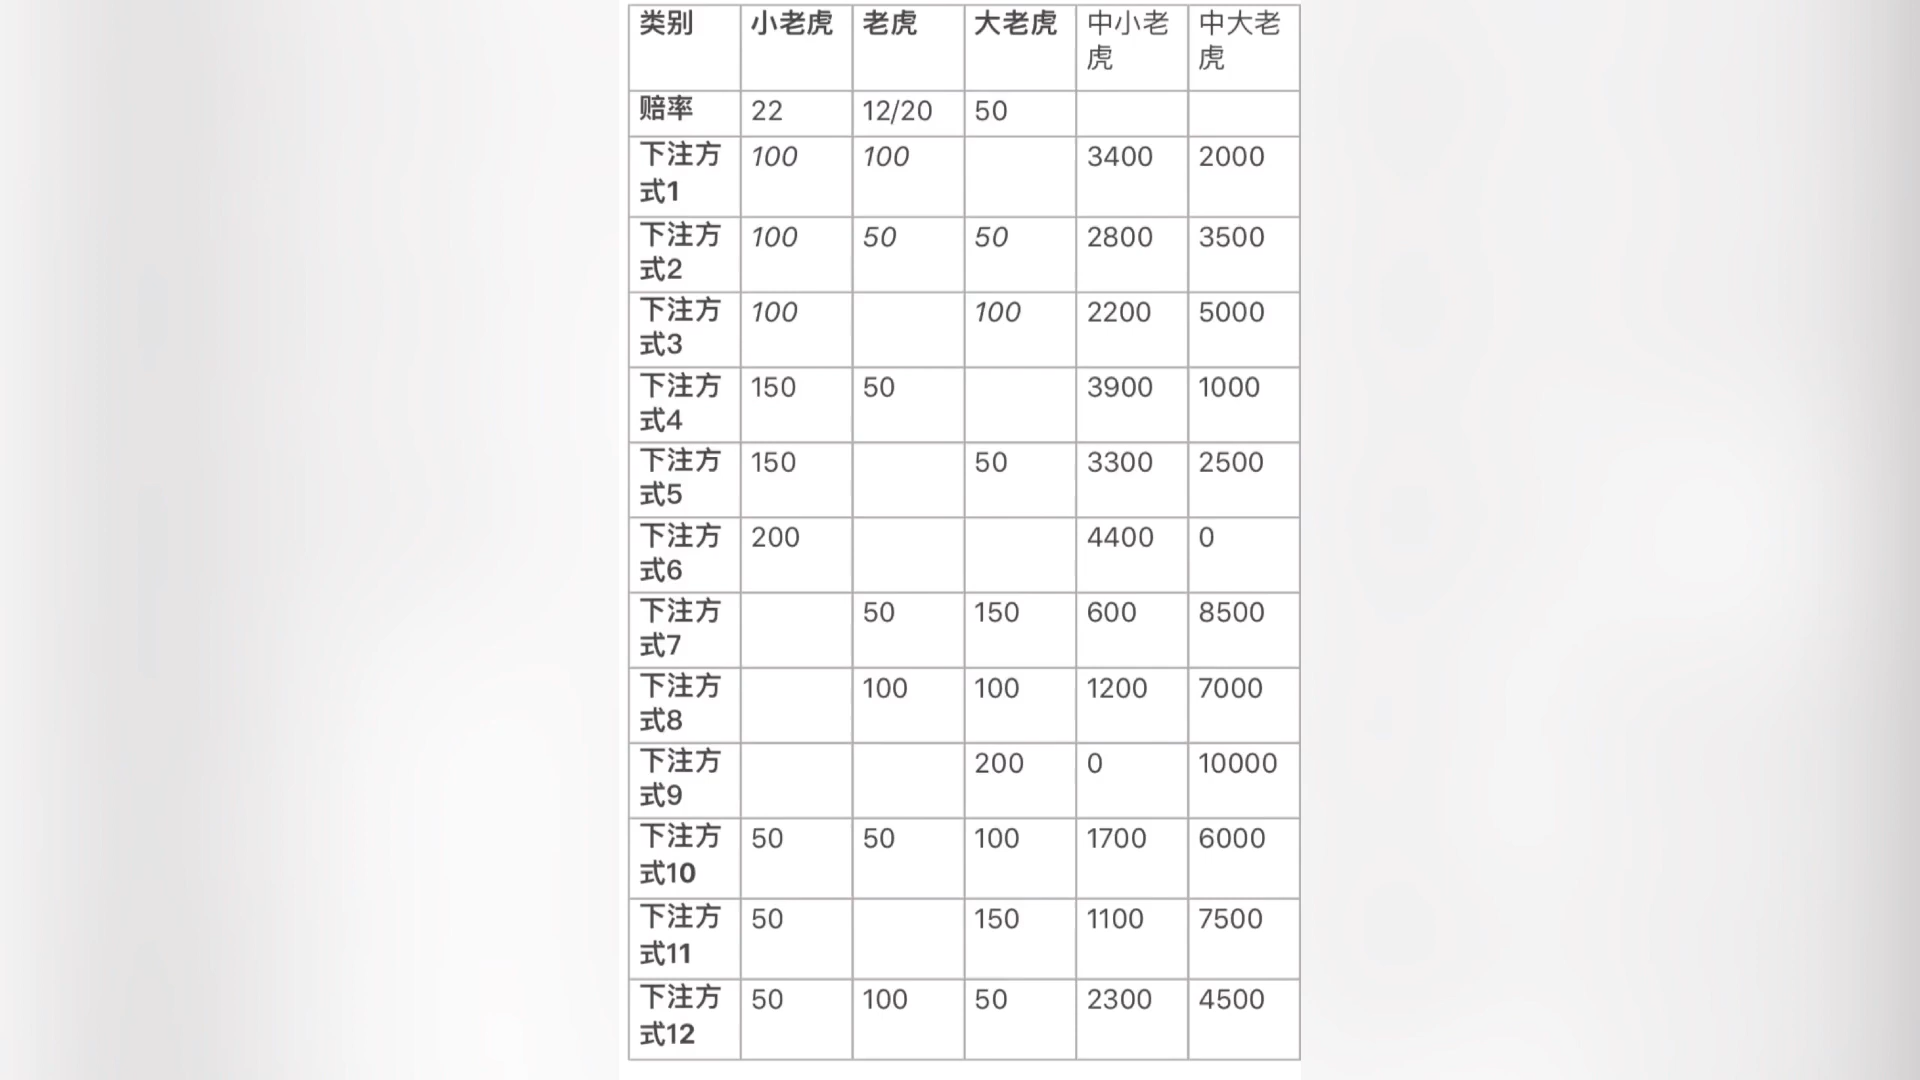 类别 小老虎 老虎 大老虎 中小老虎 中大老虎
赔率 22 12/20 50
下注方式1 100 100 3400 2000
下注方式2 100 50 50 2800 3500
下注方式3 100 100 2200 5000
下注方式4 150 50 3900 1000
下注方式5 150 50 3300 2500
下注方式6 200 4400 0
下注方式7 50 150 600 8500
下注方式8 100 100 1200 7000
下注方式9 200 0 10000
下注方式10 50 50 100 1700 6000
下注方式11 50 150 1100 7500
下注方式12 50 100 50 2300 4500